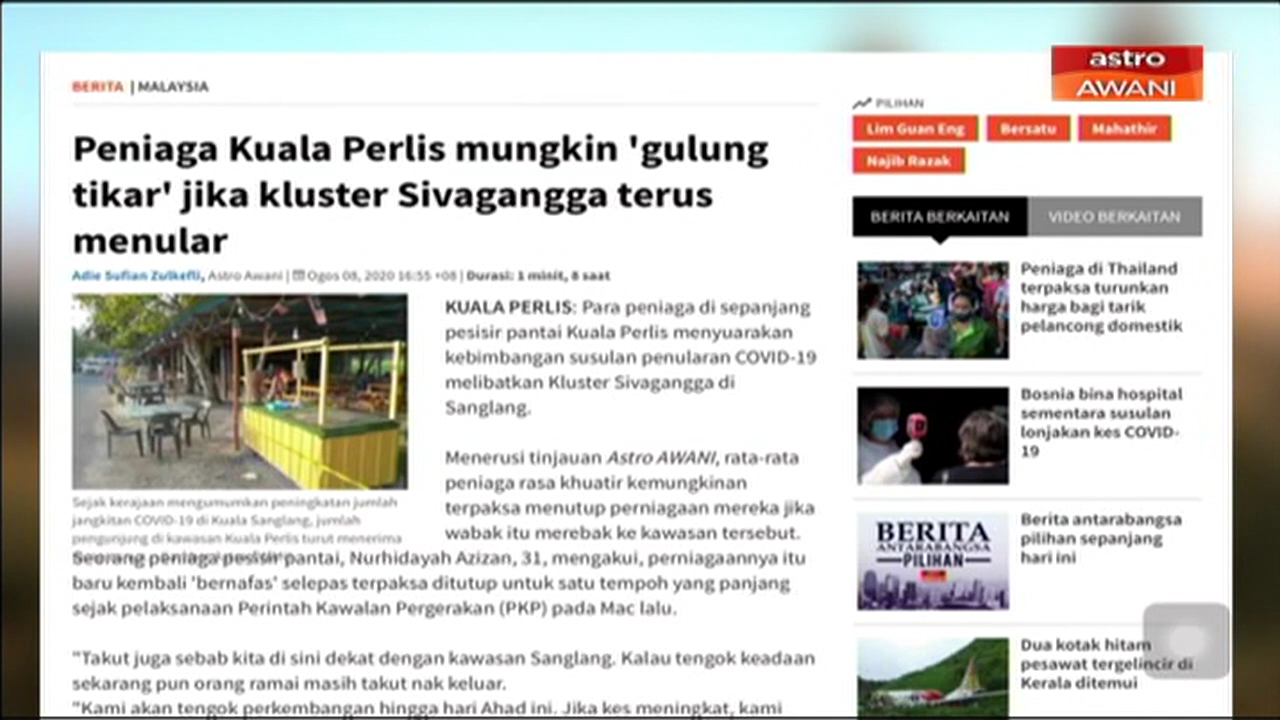 astro
AWANI
BERITA | MALAYSIA
Peniaga Kuala Perlis mungkin 'gulung
tikar' jika kluster Sivagangga terus
menular
Adie Sufian Zulkefli, Astro Awani | Ogos 08, 2020 16:55 +08 | Durasi: 1 minit, 8 saat
Sejak kerajaan mengumumkan peningkatan jumlah
jangkitan COVID-19 di Kuala Sanglang, jumlah
pengunjung di kawasan Kuala Perlis turut menerima
KUALA PERLIS: Para peniaga di sepanjang
pesisir pantai Kuala Perlis menyuarakan
kebimbangan susulan penularan COVID-19
melibatkan Kluster Sivagangga di
Sanglang.
Menerusi tinjauan Astro AWANI, rata-rata
peniaga rasa khuatir kemungkinan
terpaksa menutup perniagaan mereka jika
wabak itu merebak ke kawasan tersebut.
Seorang peniaga pesisir pantai, Nurhidayah Azizan, 31, mengakui, perniagaannya itu
baru kembali 'bernafas' selepas terpaksa ditutup untuk satu tempoh yang panjang
sejak pelaksanaan Perintah Kawalan Pergerakan (PKP) pada Mac lalu.
"Takut juga sebab kita di sini dekat dengan kawasan Sanglang. Kalau tengok keadaan
sekarang pun orang ramai masih takut nak keluar.
"Kami akan tengok perkembangan hingga hari Ahad ini. Jika kes meningkat, kami
PILIHAN
Lim Guan Eng Bersatu Mahathir
Najib Razak
BERITA BERKAITAN VIDEO BERKAITAN
Peniaga di Thailand
terpaksa turunkan
harga bagi tarik
pelancong domestik
Bosnia bina hospital
sementara susulan
lonjakan kes COVID-
19
BERITA
ANTARABANGSA
PILIHAN
Berita antarabangsa
pilihan sepanjang
hari ini
Dua kotak hitam
pesawat tergelincir di
Kerala ditemui